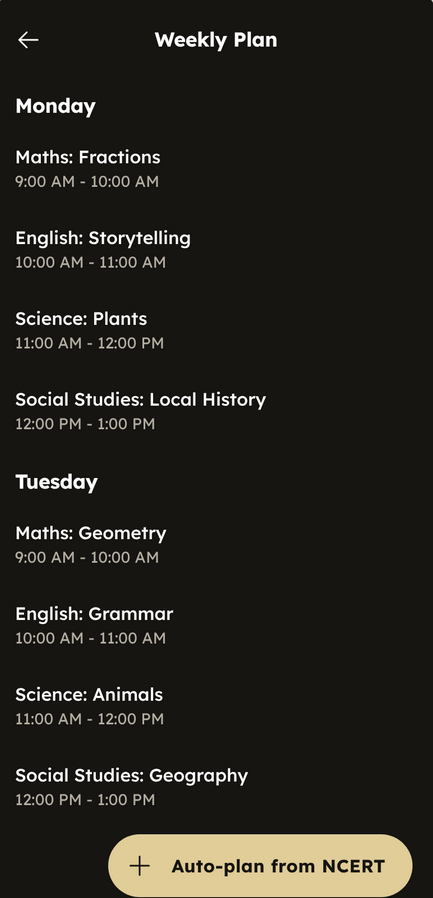 Weekly Plan
Monday
Maths: Fractions
9:00 AM - 10:00 AM
English: Storytelling
10:00 AM - 11:00 AM
Science: Plants
11:00 AM - 12:00 PM
Social Studies: Local History
12:00 PM - 1:00 PM
Tuesday
Maths: Geometry
9:00 AM - 10:00 AM
English: Grammar
10:00 AM - 11:00 AM
Science: Animals
11:00 AM - 12:00 PM
Social Studies: Geography
12:00 PM - 1:00 PM
Auto-plan from NCERT